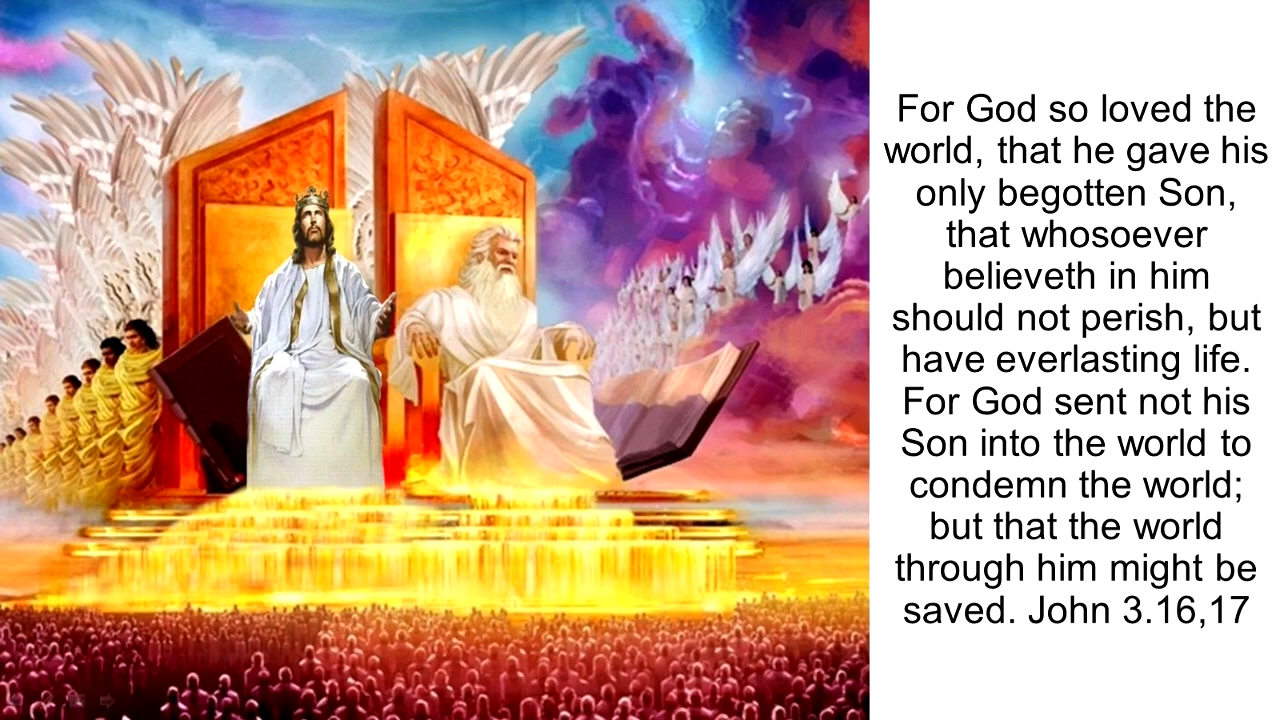 For God so loved the
world, that he gave his
only begotten Son,
that whosoever
believeth in him
should not perish, but
have everlasting life.
For God sent not his
Son into the world to
condemn the world;
but that the world
through him might be
saved. John 3.16,17